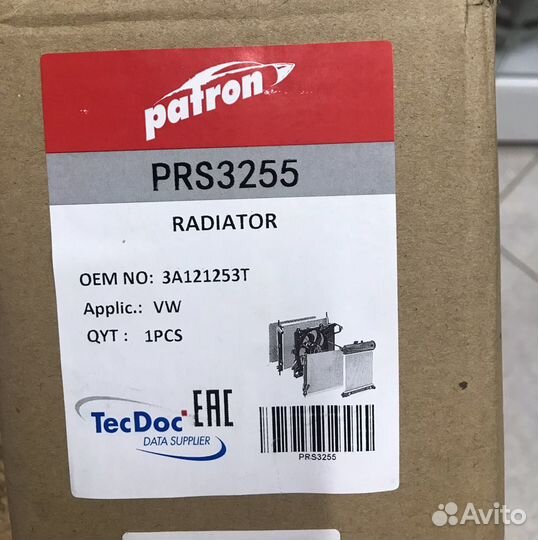 patron
PRS3255
RADIATOR
OEM NO: 3A121253T
Applic.: VW
QYT : 1PCS
TecDoc
DATA SUPPLIER
EAC
PRS3255
Avito